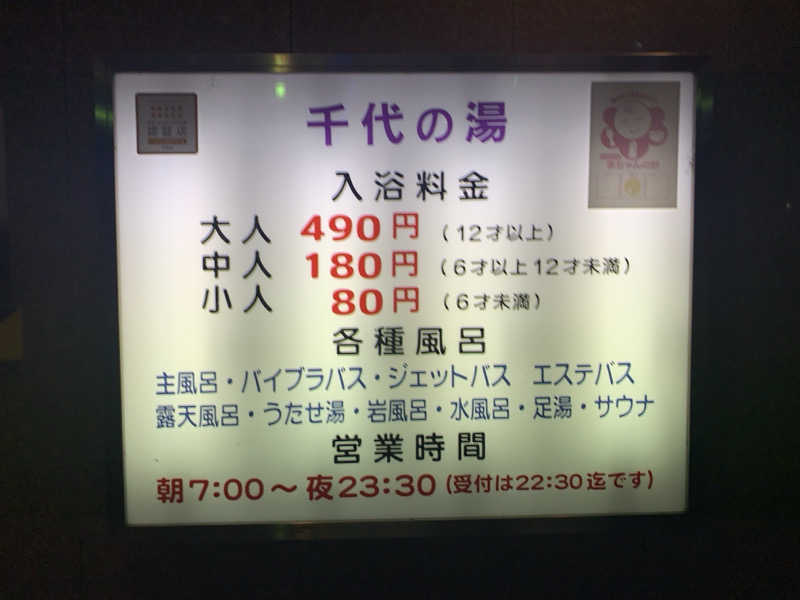 千代の湯
入浴料金
大人 490円 (12才以上)
中人 180円 (6才以上12才未満)
小人 80円 (6才未満)
各種風呂
主風呂・バイブラバス・ジェットバス エステバス
露天風呂・うたせ湯・岩風呂・水風呂・足湯・サウナ
営業時間
朝7:00～夜23:30(受付は22:30迄です)